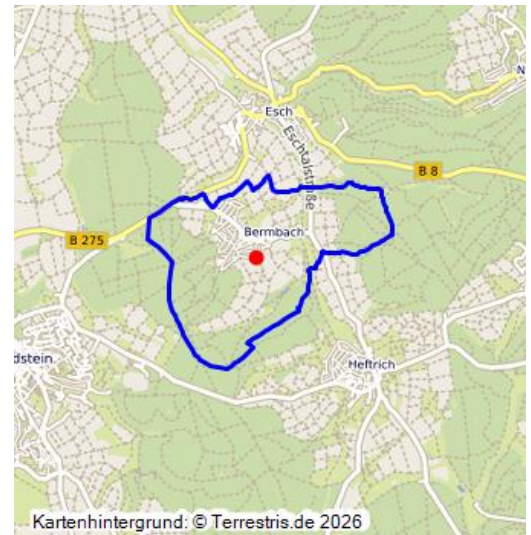 N
Esch
Eschtalstraße
B 8
Bermbach
B 275
dstein
Heftrich
Kartenhintergrund: © Terrestris.de 2026